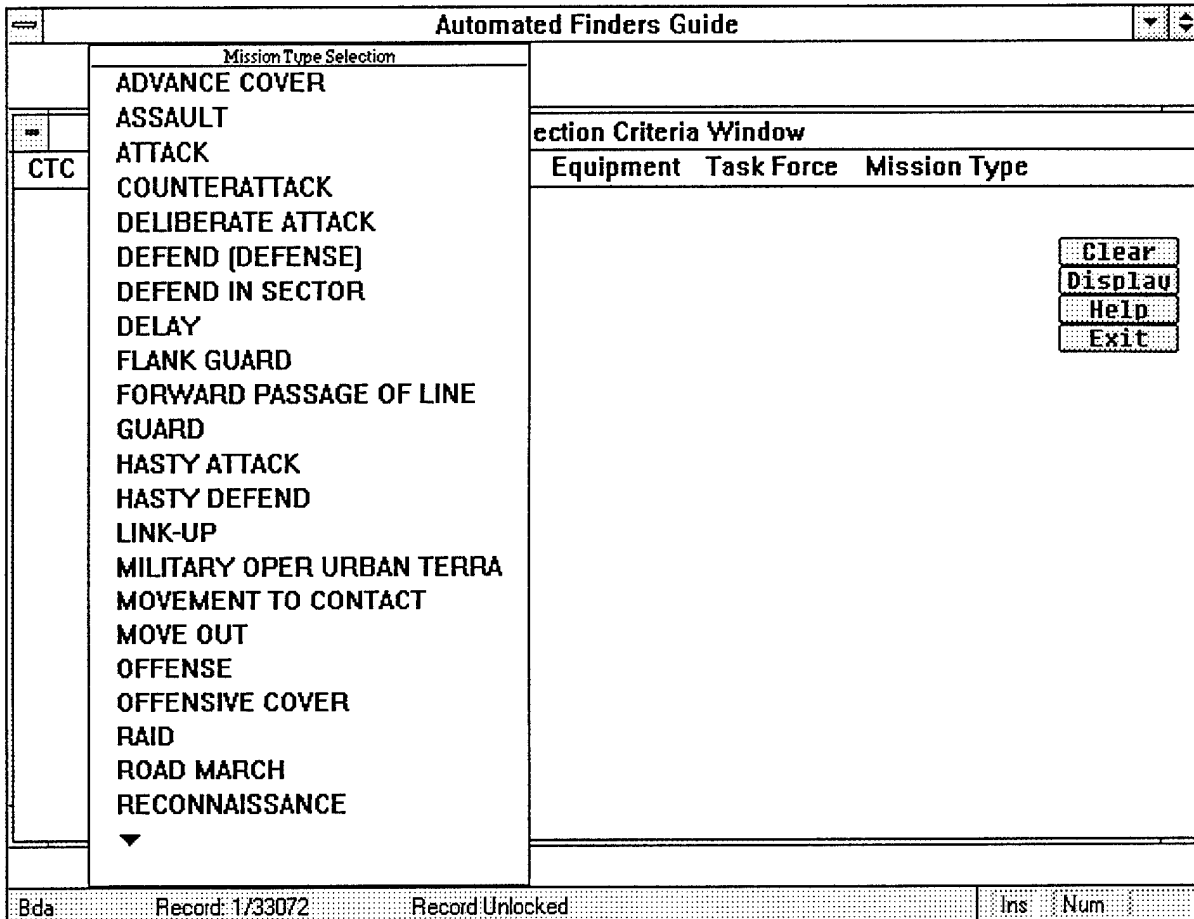 Automated Finders Guide
Mission Type Selection
ADVANCE COVER
ASSAULT
ATTACK
COUNTERATTACK
DELIBERATE ATTACK
DEFEND (DEFENSE)
DEFEND IN SECTOR
DELAY
FLANK GUARD
FORWARD PASSAGE OF LINE
GUARD
HASTY ATTACK
HASTY DEFEND
LINK-UP
MILITARY OPER URBAN TERRA
MOVEMENT TO CONTACT
MOVE OUT
OFFENSE
OFFENSIVE COVER
RAID
ROAD MARCH
RECONNAISSANCE
ection Criteria Window
CTC Equipment Task Force Mission Type
Clear
Display
Help
Exit
Bda Record: 1/33072 Record Unlocked Ins Num